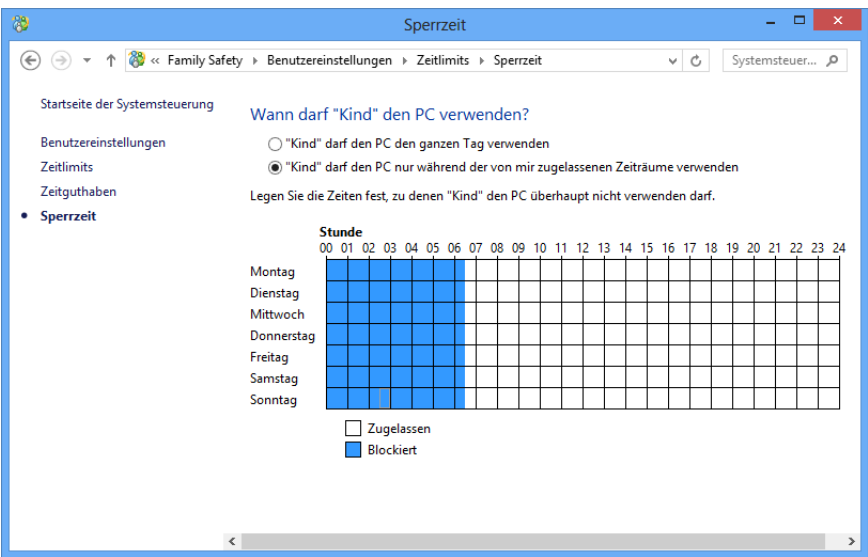 Sperrzeit
« Family Safety ▸ Benutzereinstellungen ▸ Zeitlimits ▸ Sperrzeit
Systemsteuer...
Startseite der Systemsteuerung
Benutzereinstellungen
Zeitlimits
Zeitguthaben
• Sperrzeit
Wann darf "Kind" den PC verwenden?
"Kind" darf den PC den ganzen Tag verwenden
"Kind" darf den PC nur während der von mir zugelassenen Zeiträume verwenden
Legen Sie die Zeiten fest, zu denen "Kind" den PC überhaupt nicht verwenden darf.
Stunde
00 01 02 03 04 05 06 07 08 09 10 11 12 13 14 15 16 17 18 19 20 21 22 23 24
Montag
Dienstag
Mittwoch
Donnerstag
Freitag
Samstag
Sonntag
Zugelassen
Blockiert